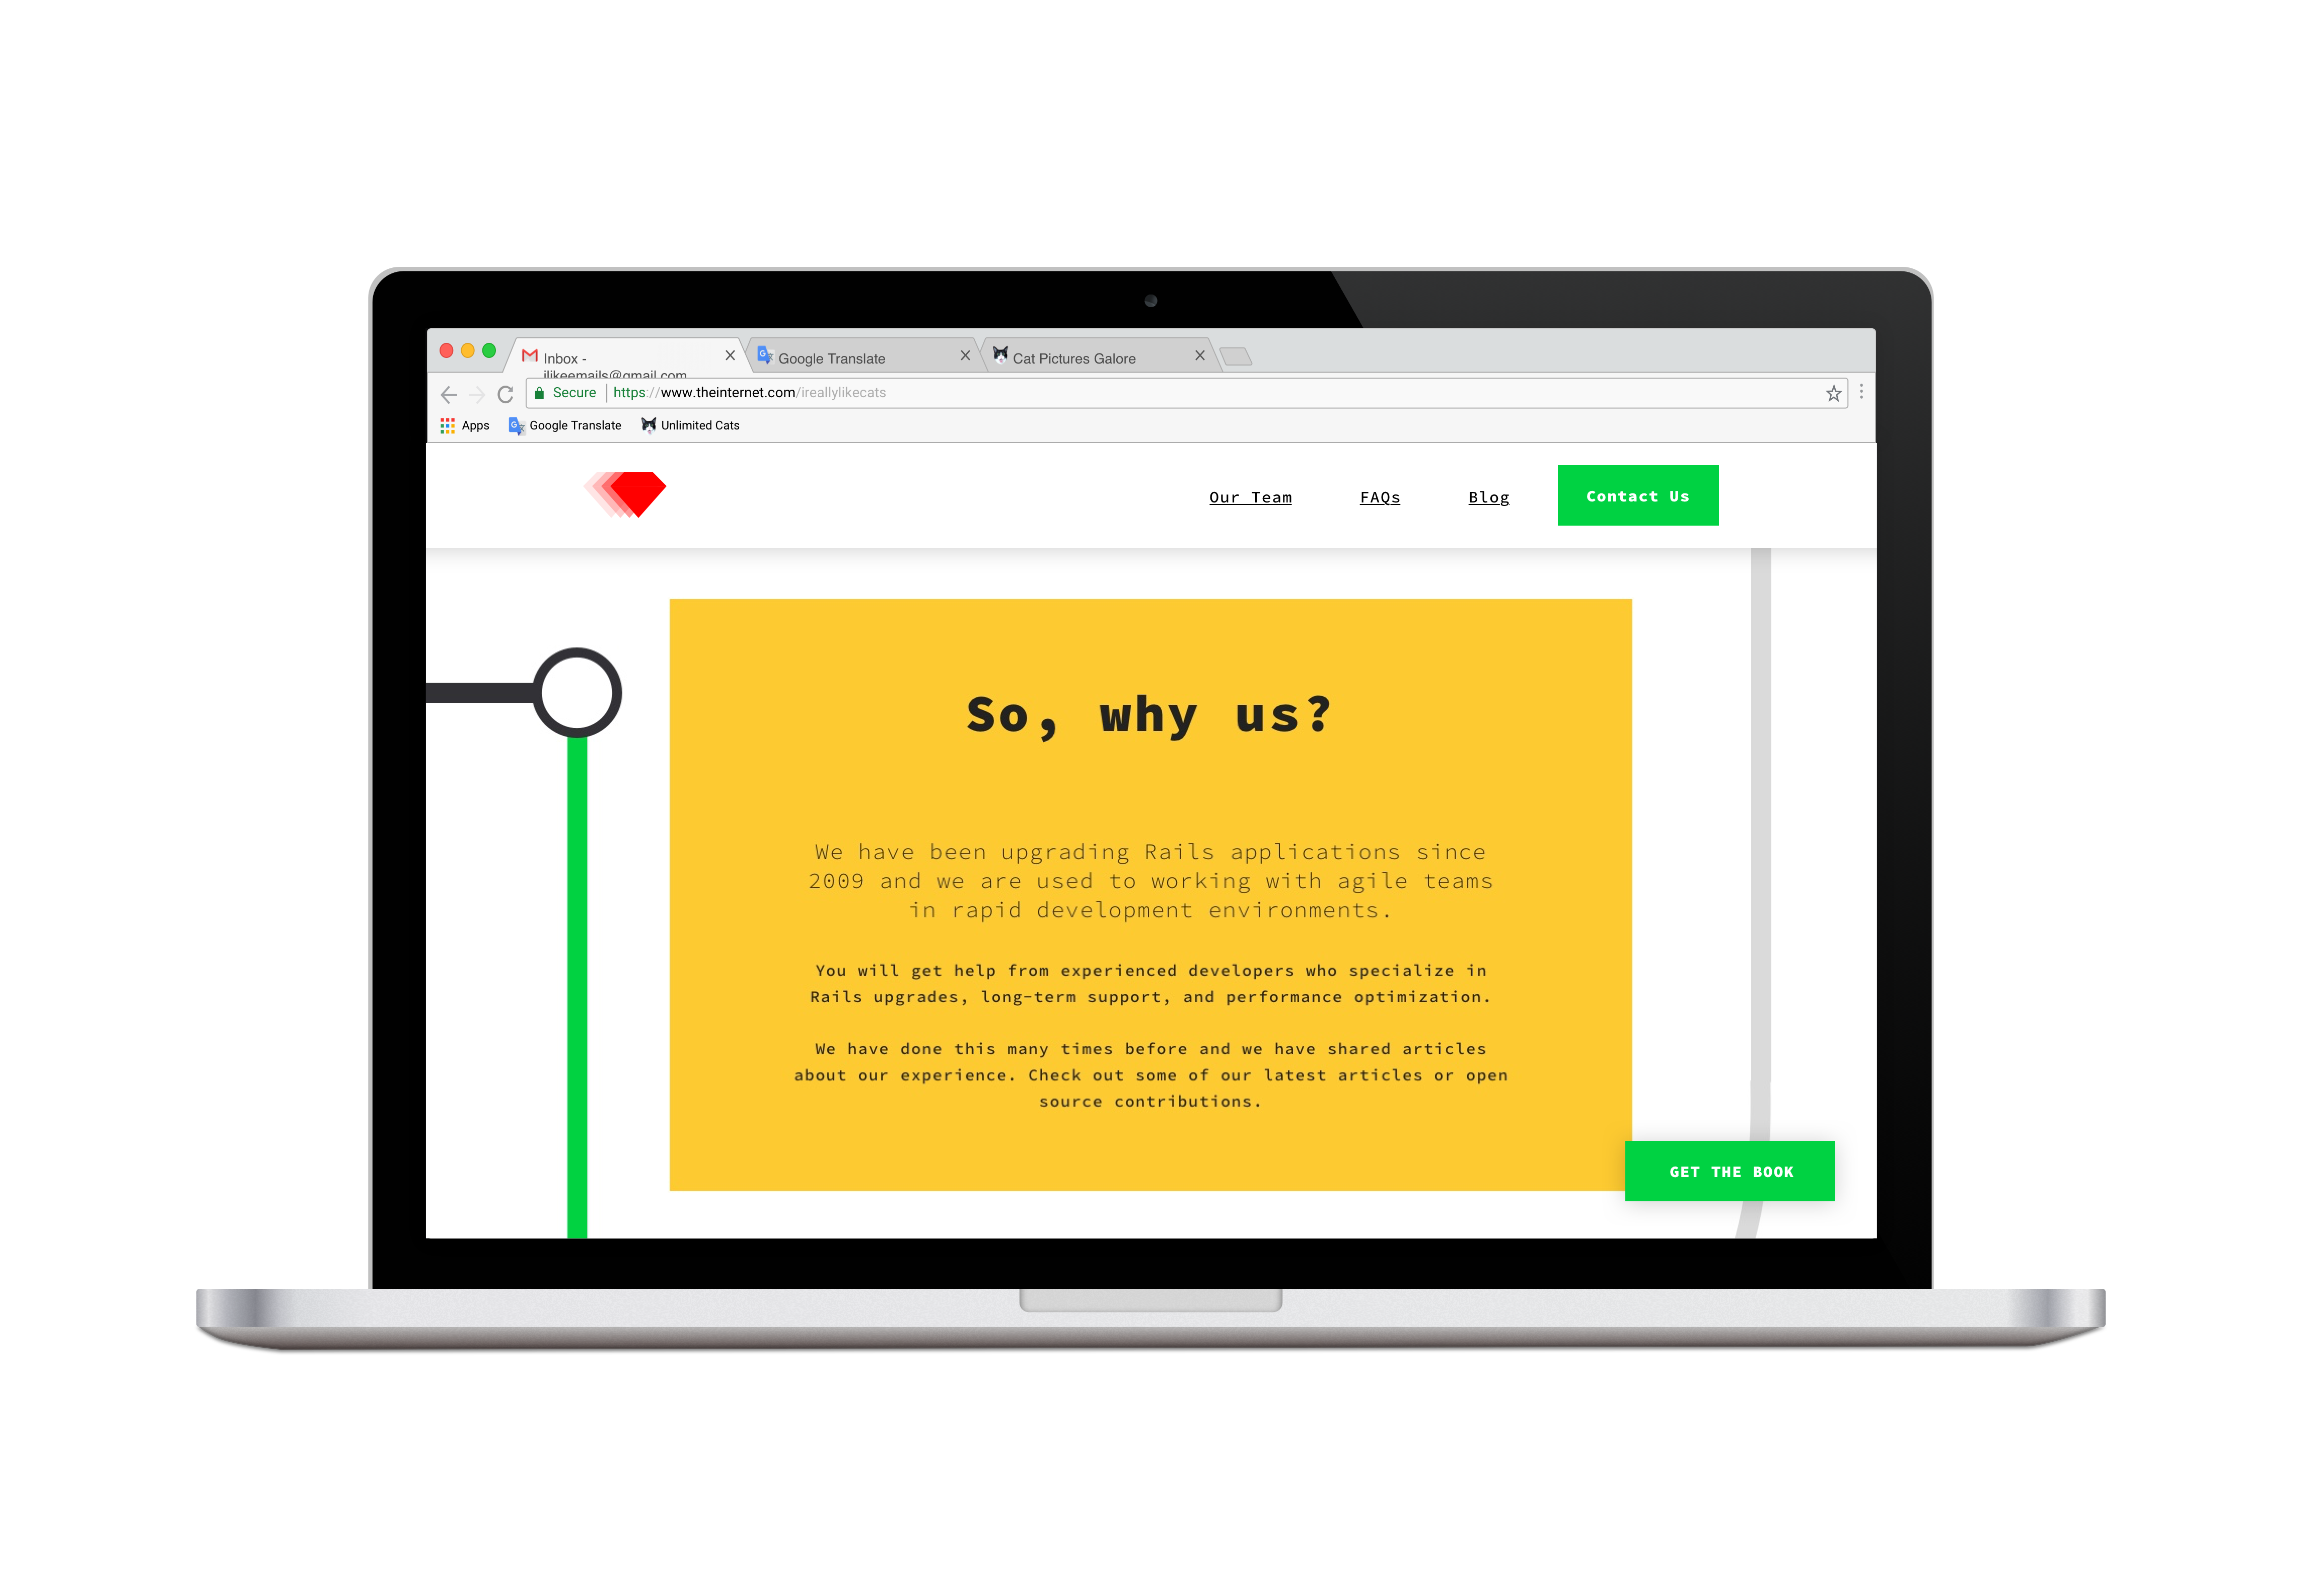 Inbox -
ilikeemails@gmail.com
Google Translate
Cat Pictures Galore
Secure
https://www.theinternet.com/ireallylikecats
Apps
Google Translate
Unlimited Cats
Our Team
FAQs
Blog
Contact Us
So, why us?
We have been upgrading Rails applications since
2009 and we are used to working with agile teams
in rapid development environments.
You will get help from experienced developers who specialize in
Rails upgrades, long-term support, and performance optimization.
We have done this many times before and we have shared articles
about our experience. Check out some of our latest articles or open
source contributions.
GET THE BOOK